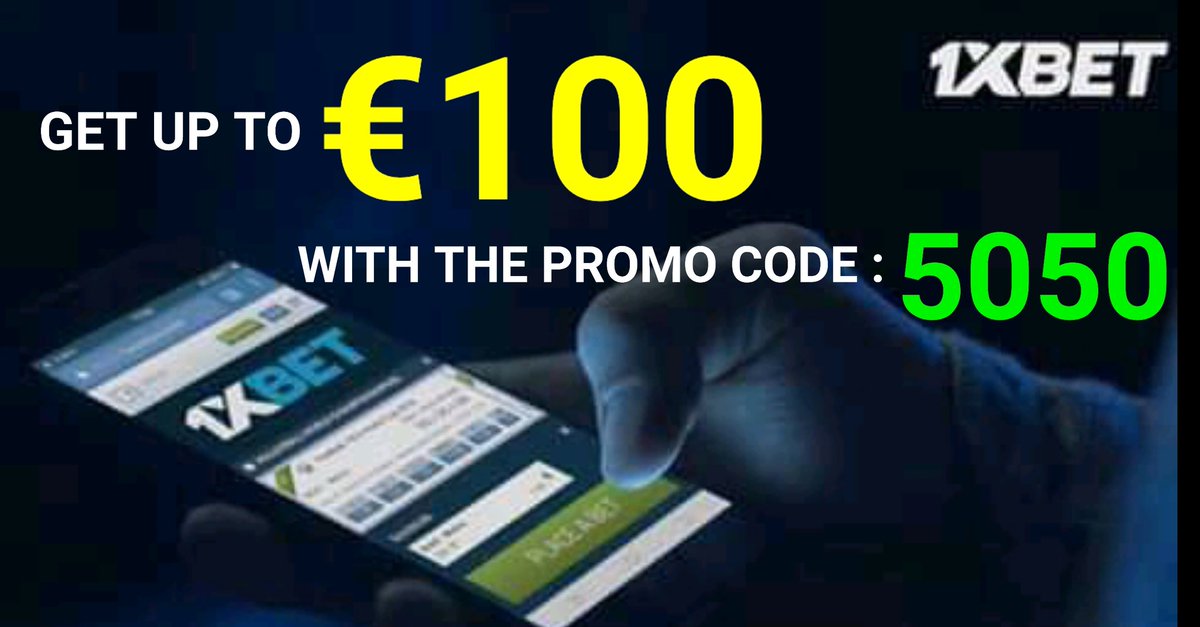 1XBET
GET UP TO €100
WITH THE PROMO CODE : 5050
1XBET
PLACE A BET